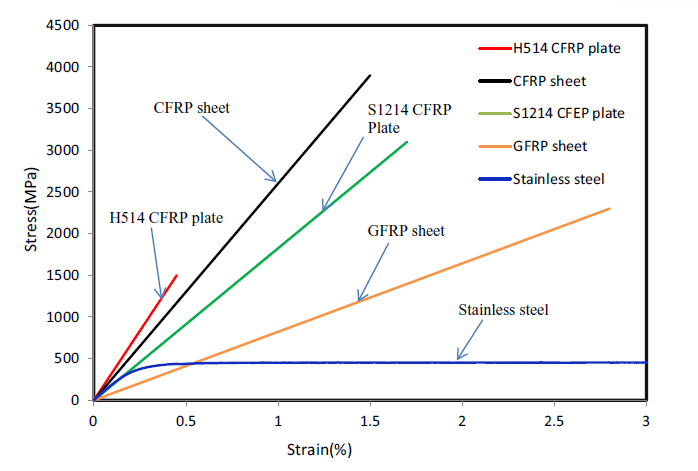 4500
4000
3500
3000
2500
2000
1500
1000
500
0
Stress(MPa)
0
0.5
1
1.5
2
2.5
3
Strain(%)
H514 CFRP plate
CFRP sheet
S1214 CFEP plate
GFRP sheet
Stainless steel
CFRP sheet
S1214 CFRP
Plate
H514 CFRP plate
GFRP sheet
Stainless steel